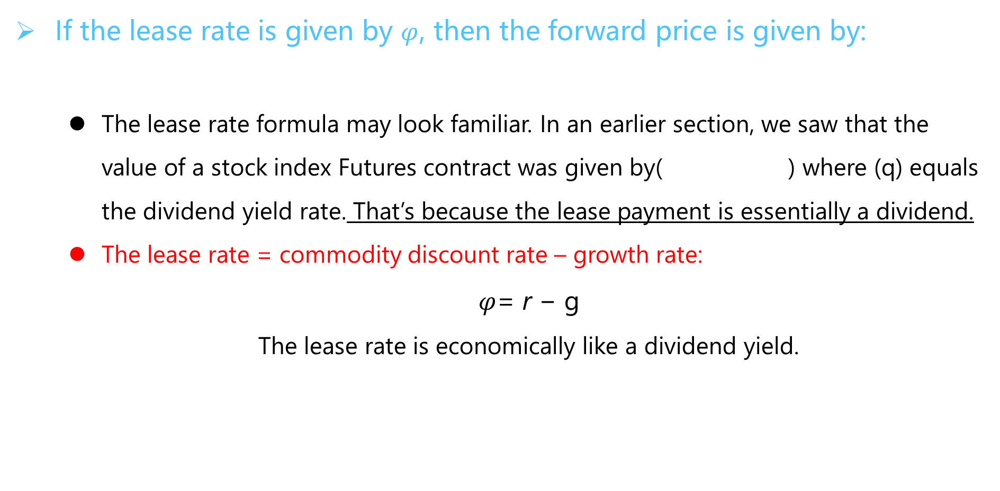 ➢ If the lease rate is given by 𝜑, then the forward price is given by:
● The lease rate formula may look familiar. In an earlier section, we saw that the
value of a stock index Futures contract was given by( ) where (q) equals
the dividend yield rate. That’s because the lease payment is essentially a dividend.
● The lease rate = commodity discount rate – growth rate:
𝜑= r − g
The lease rate is economically like a dividend yield.